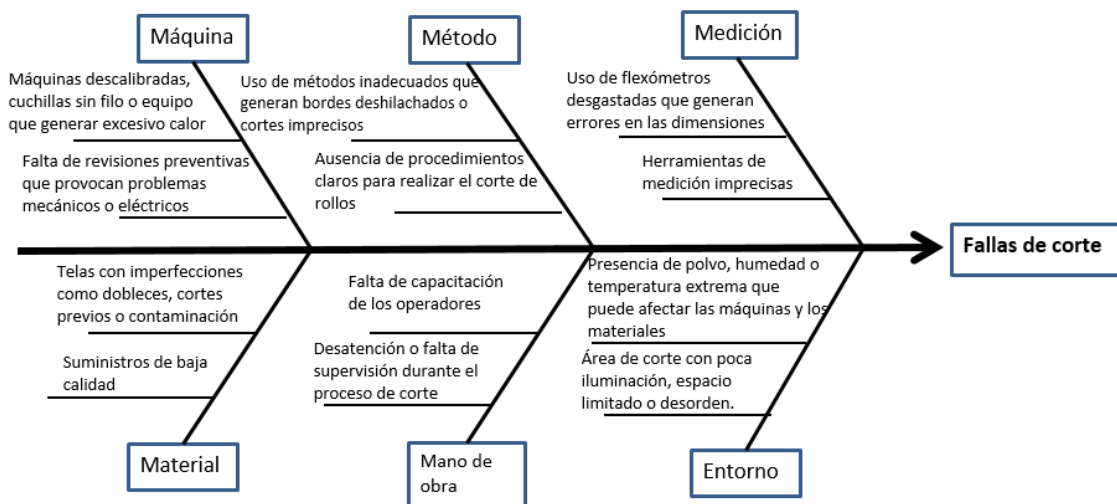 Máquina
Método
Medición
Máquinas descalibradas,
cuchillas sin filo o equipo
que generar excesivo calor
Uso de métodos inadecuados que
generan bordes deshilachados o
cortes imprecisos
Uso de flexómetros
desgastadas que generan
errores en las dimensiones
Falta de revisiones preventivas
que provocan problemas
mecánicos o eléctricos
Ausencia de procedimientos
claros para realizar el corte de
rollos
Herramientas de
medición imprecisas
Fallas de corte
Telas con imperfecciones
como dobleces, cortes
previos o contaminación
Falta de capacitación
de los operadores
Presencia de polvo, humedad o
temperatura extrema que
puede afectar las máquinas y los
materiales
Suministros de baja
calidad
Desatención o falta de
supervisión durante el
proceso de corte
Área de corte con poca
iluminación, espacio
limitado o desorden.
Material
Mano de
obra
Entorno